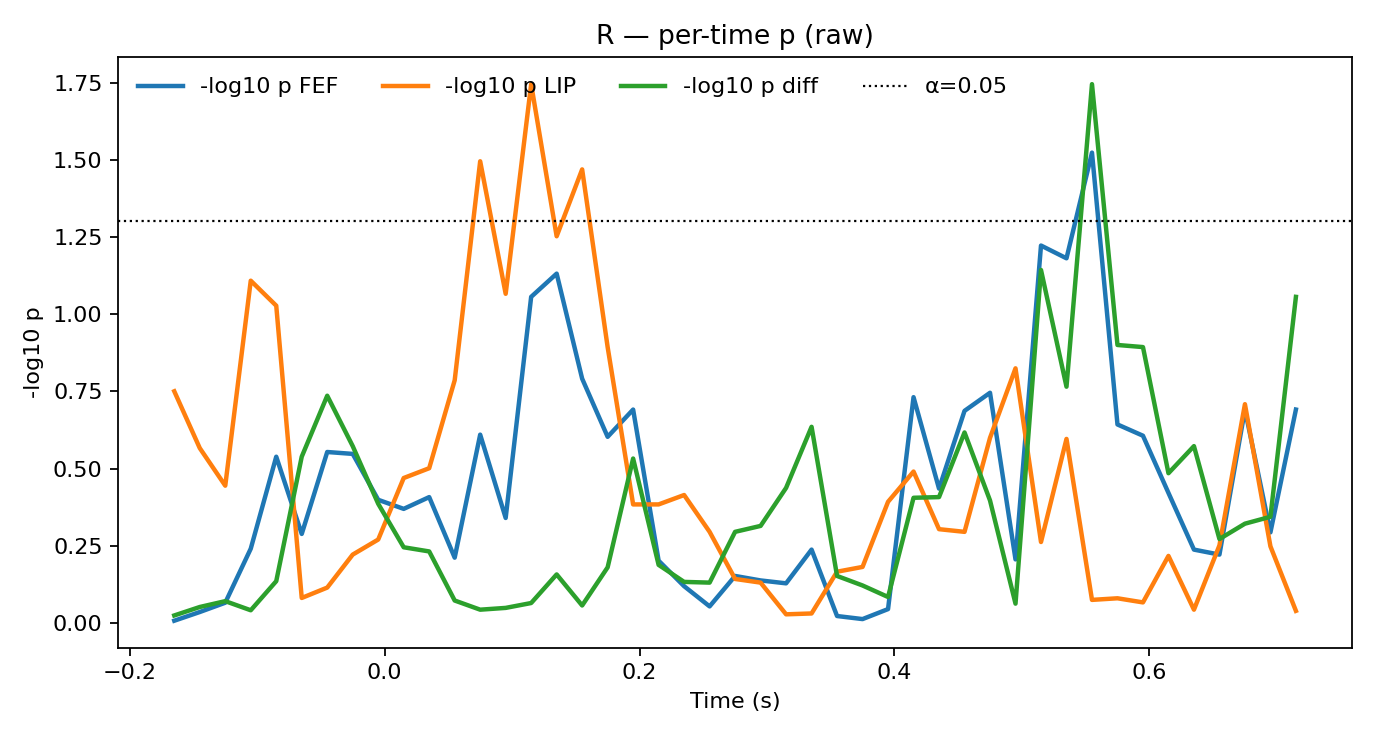 R — per-time p (raw)
-log10 p FEF -log10 p LIP -log10 p diff α=0.05
1.75
1.50
1.25
1.00
0.75
0.50
0.25
0.00
-log10 p
−0.2 0.0 0.2 0.4 0.6
Time (s)